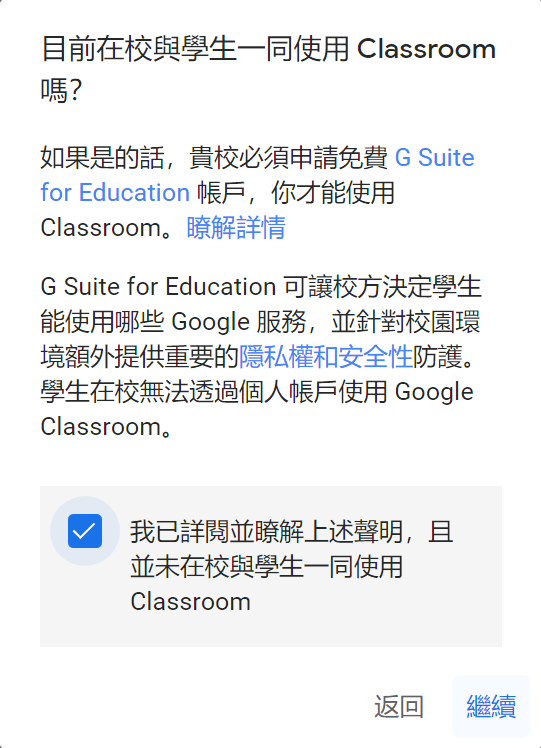 目前在校與學生一同使用 Classroom
嗎?
如果是的話，貴校必須申請免費 G Suite
for Education 帳戶，你才能使用
Classroom。瞭解詳情
G Suite for Education 可讓校方決定學生
能使用哪些 Google 服務，並針對校園環
境額外提供重要的隱私權和安全性防護。
學生在校無法透過個人帳戶使用 Google
Classroom。
我已詳閱並瞭解上述聲明，且
並未在校與學生一同使用
Classroom
返回
繼續